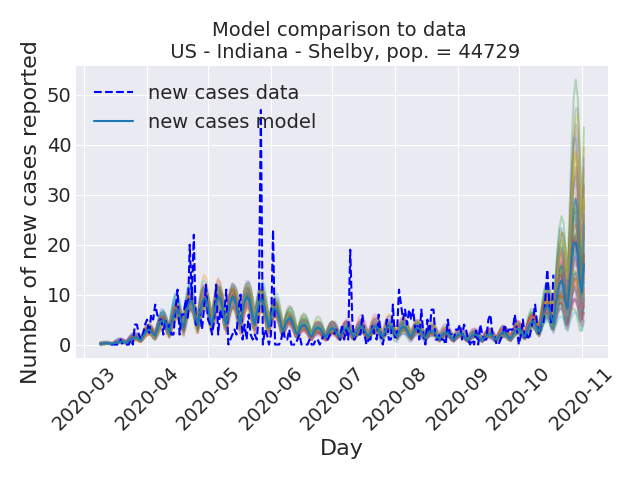 Model comparison to data
US - Indiana - Shelby, pop. = 44729
Number of new cases reported
50
40
30
20
10
0
new cases data
new cases model
2020-03
2020-04
2020-05
2020-06
2020-07
2020-08
2020-09
2020-10
2020-11
Day